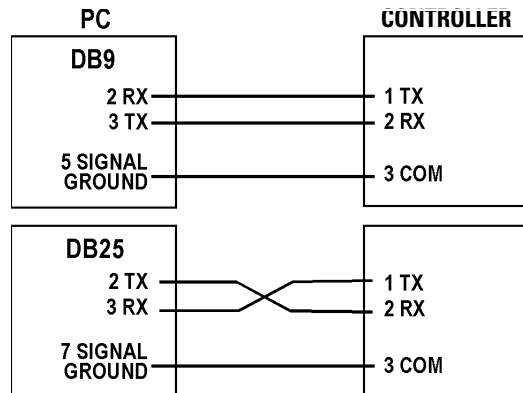 PC
CONTROLLER
DB9
2 RX
1 TX
3 TX
2 RX
5 SIGNAL
GROUND
3 COM
DB25
2 TX
1 TX
3 RX
2 RX
7 SIGNAL
GROUND
3 COM